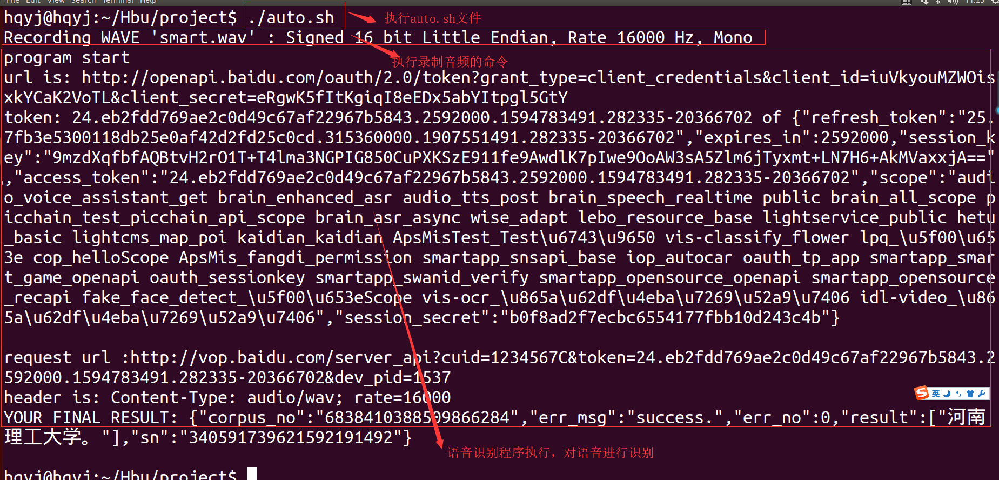 File Edit View Search Terminal Help 11:25
hqyj@hqyj:~/Hbu/project$ ./auto.sh
执行auto.sh文件
Recording WAVE 'smart.wav' : Signed 16 bit Little Endian, Rate 16000 Hz, Mono
program start
执行录制音频的命令
url is: http://openapi.baidu.com/oauth/2.0/token?grant_type=client_credentials&client_id=iuVkyouMZWOis
xkYCaK2VoTL&client_secret=eRgwK5fItKgiqI8eEDx5abYItpgl5GtY
token: 24.eb2fdd769ae2c0d49c67af22967b5843.2592000.1594783491.282335-20366702 of {"refresh_token":"25.
7fb3e5300118db25e0af42d2fd25c0cd.315360000.1907551491.282335-20366702","expires_in":2592000,"session_k
ey":"9mzdXqfbfAQBtvH2rO1T+T4lma3NGPIG850CuPXKSzE911fe9AwdlK7pIwe9OoAW3sA5Zlm6jTyxmt+LN7H6+AkMVaxxjA=="
,"access_token":"24.eb2fdd769ae2c0d49c67af22967b5843.2592000.1594783491.282335-20366702","scope":"audi
o_voice_assistant_get brain_enhanced_asr audio_tts_post brain_speech_realtime public brain_all_scope p
icchain_test_picchain_api_scope brain_asr_async wise_adapt lebo_resource_base lightservice_public hetu
_basic lightcms_map_poi kaidian_kaidian ApsMisTest_Test\u6743\u9650 vis-classify_flower lpq_\u5f00\u65
3e cop_helloScope ApsMis_fangdi_permission smartapp_snsapi_base iop_autocar oauth_tp_app smartapp_smar
t_game_openapi oauth_sessionkey smartapp_swanid_verify smartapp_opensource_openapi smartapp_opensource
_recapi fake_face_detect_\u5f00\u653eScope vis-ocr_\u865a\u62df\u4eba\u7269\u52a9\u7406 idl-video_\u86
5a\u62df\u4eba\u7269\u52a9\u7406","session_secret":"b0f8ad2f7ecbc6554177fbb10d243c4b"}
request url :http://vop.baidu.com/server_api?cuid=1234567C&token=24.eb2fdd769ae2c0d49c67af22967b5843.2
592000.1594783491.282335-20366702&dev_pid=1537
header is: Content-Type: audio/wav; rate=16000
英
YOUR FINAL RESULT: {"corpus_no":"6838410388509866284","err_msg":"success.","err_no":0,"result":["河南
理工大学。"],"sn":"340591739621592191492"}
语音识别程序执行，对语音进行识别
hqyj@hqyj:~/Hbu/project$